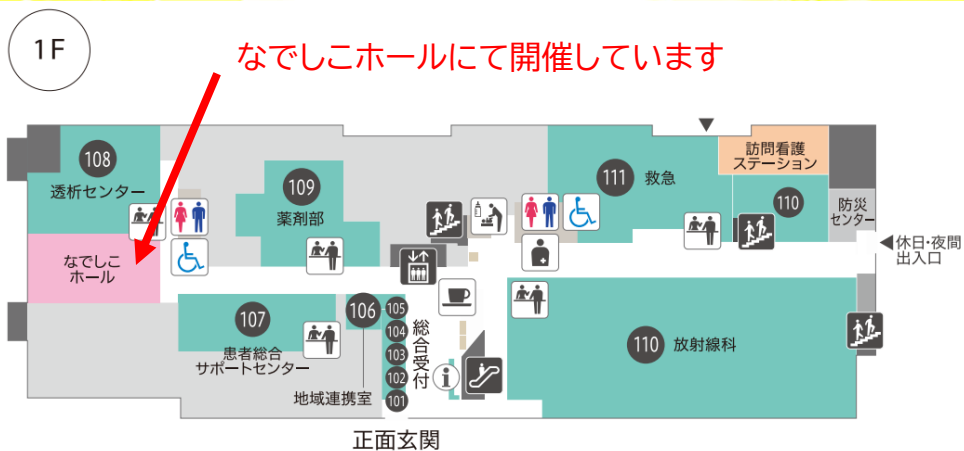 1F
なでしこホールにて開催しています
108
透析センター
109
薬剤部
111 救急
訪問看護
ステーション
110
防災
センター
休日・夜間
出入口
なでしこ
ホール
107
患者総合
サポートセンター
106
地域連携室
105
104
103
102
101
総合受付
i
110 放射線科
正面玄関